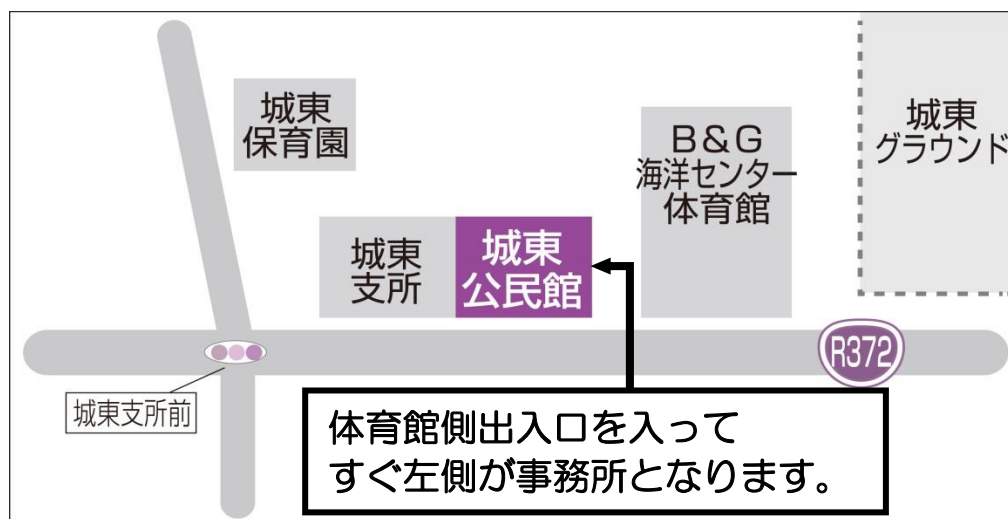 城東
保育園
B&G
海洋センター
体育館
城東
グラウンド
城東
支所
城東
公民館
R372
城東支所前
体育館側出入口を入って
すぐ左側が事務所となります。